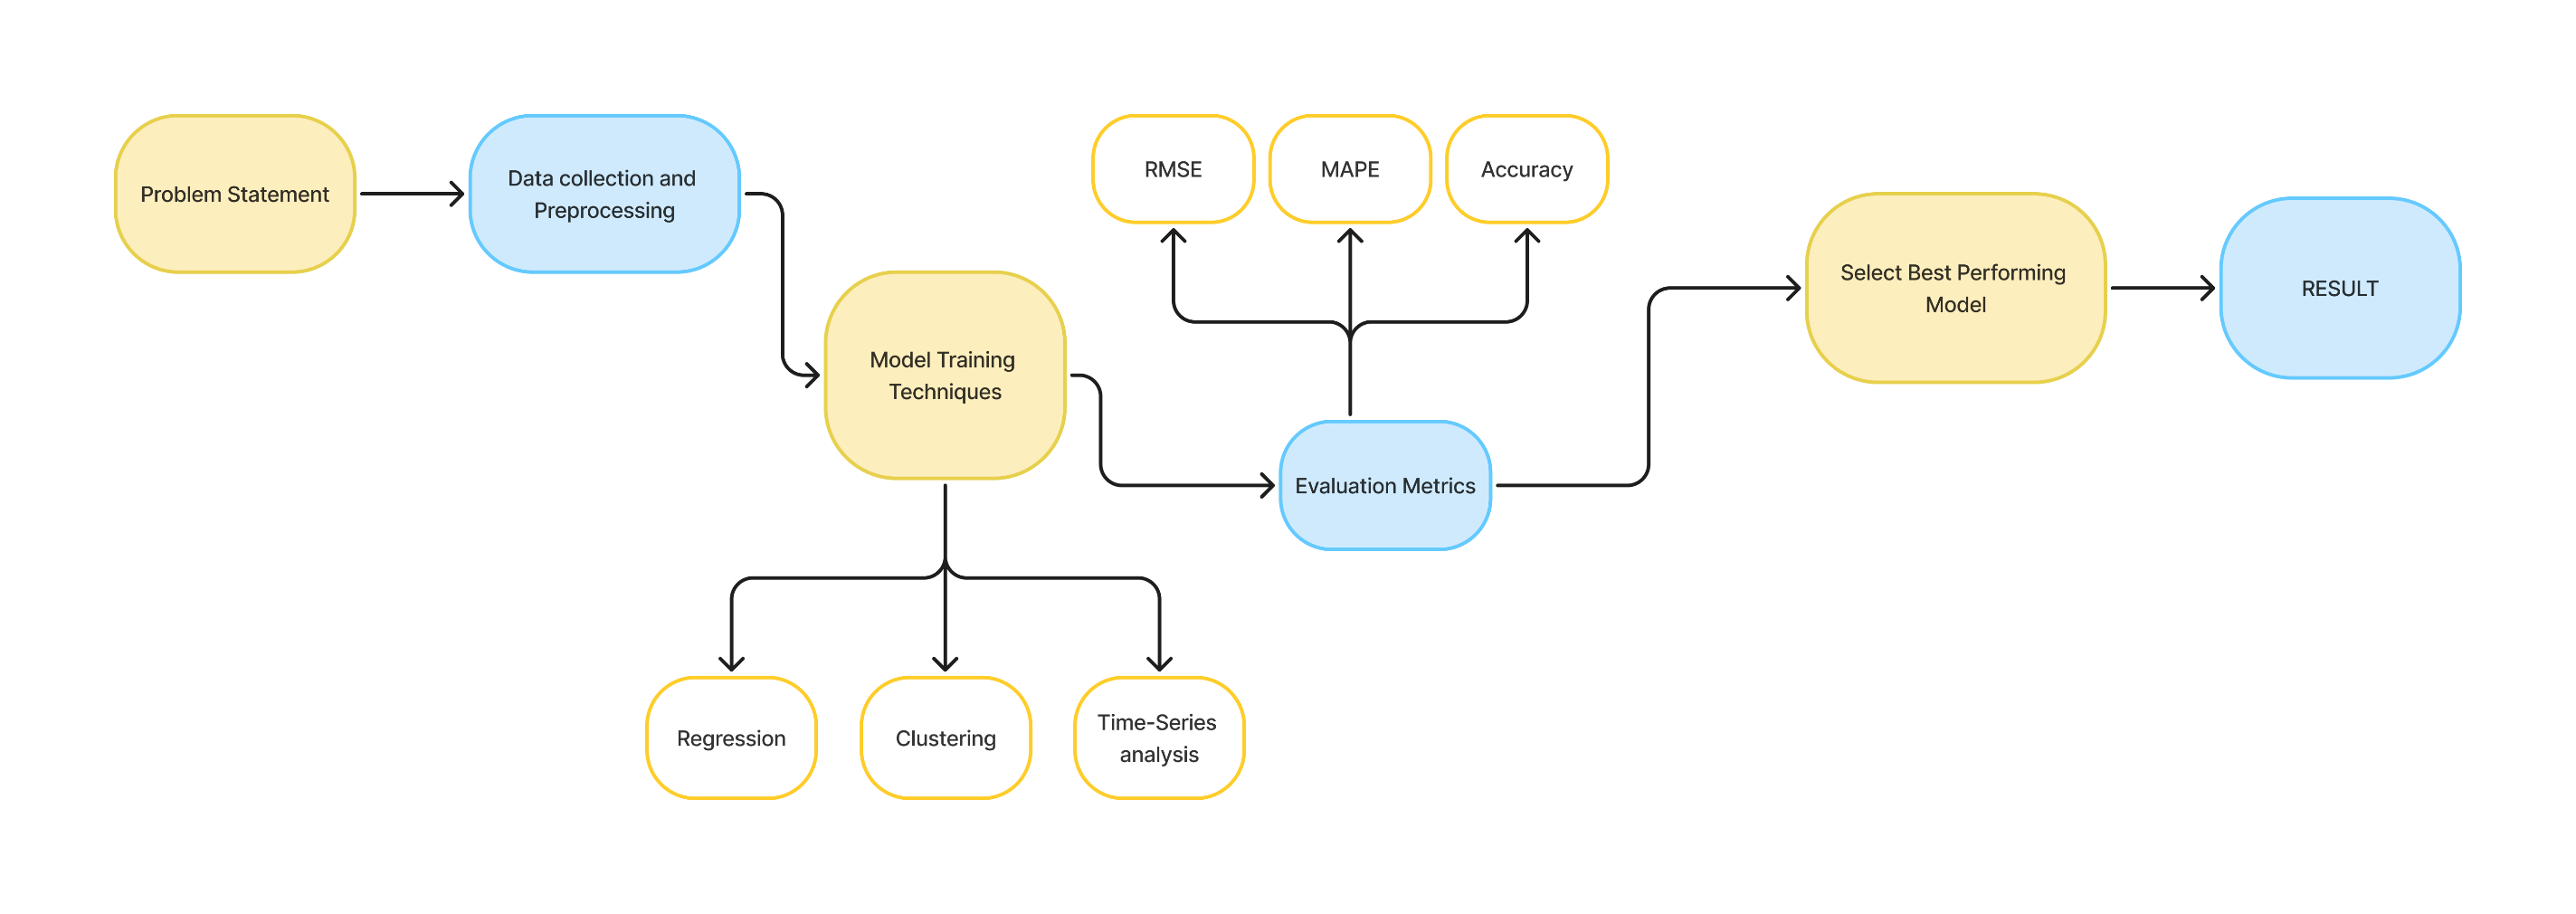 Problem Statement
Data collection and
Preprocessing
Model Training
Techniques
Regression
Clustering
Time-Series
analysis
RMSE
MAPE
Accuracy
Evaluation Metrics
Select Best Performing
Model
RESULT